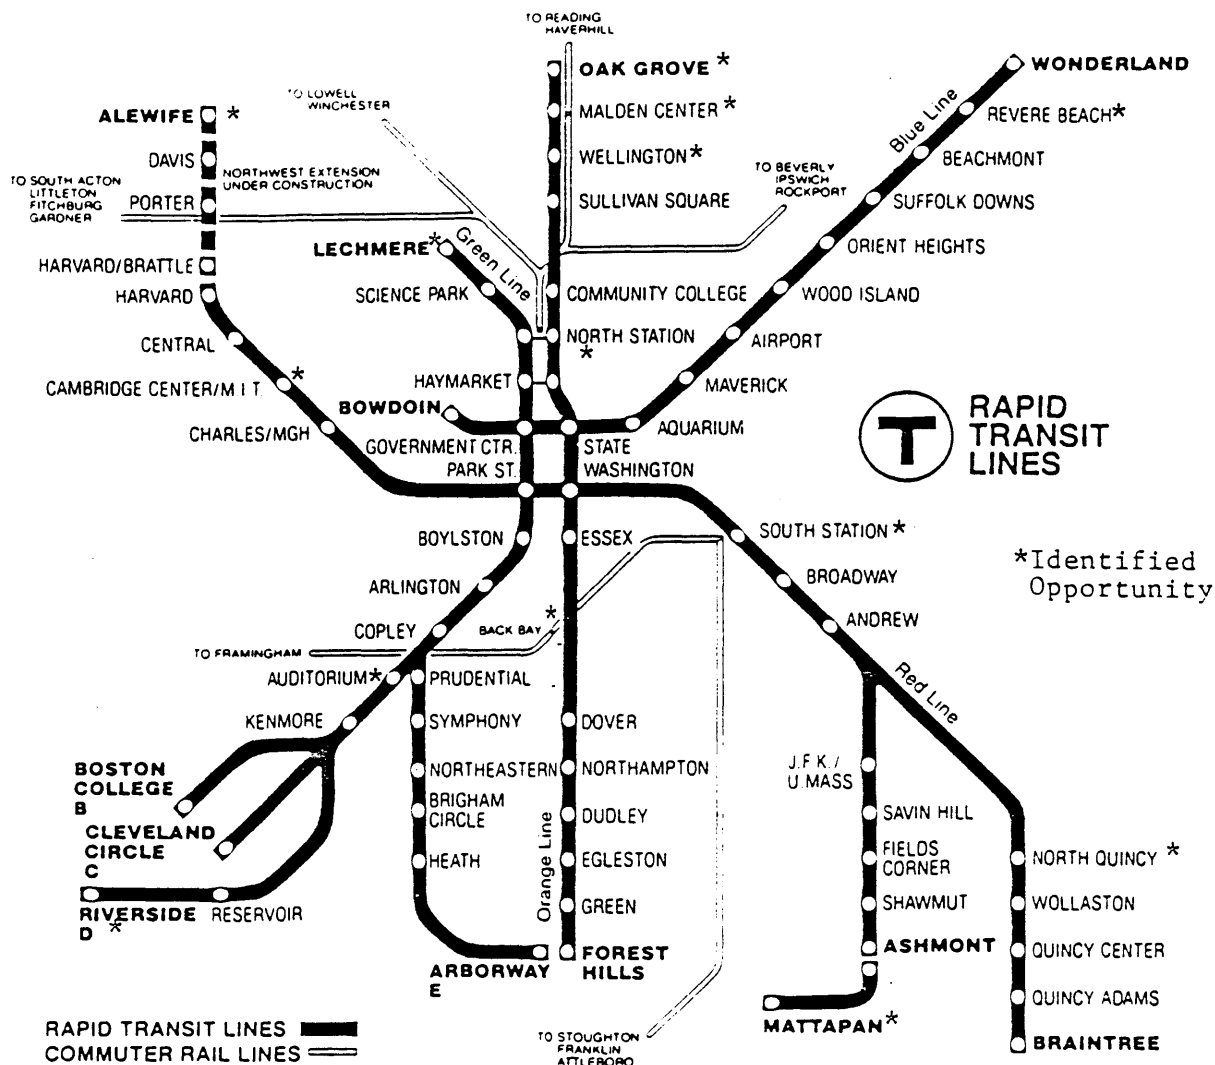 TO READING
HAVERHILL
OAK GROVE *
WONDERLAND
TO LOWELL
WINCHESTER
ALEWIFE *
MALDEN CENTER *
Blue Line
REVERE BEACH *
DAVIS
NORTHWEST EXTENSION
UNDER CONSTRUCTION
WELLINGTON *
BEACHMONT
TO SOUTH ACTON
LITTLETON
FITCHBURG
GARDNER
PORTER
TO BEVERLY
IPSWICH
ROCKPORT
SULLIVAN SQUARE
SUFFOLK DOWNS
LECHMERE *
Green Line
ORIENT HEIGHTS
HARVARD/BRATTLE
HARVARD
SCIENCE PARK
COMMUNITY COLLEGE
WOOD ISLAND
CENTRAL
NORTH STATION
*
AIRPORT
CAMBRIDGE CENTER/M.I.T. *
HAYMARKET
MAVERICK
BOWDOIN
CHARLES/MGH
AQUARIUM
T
RAPID
TRANSIT
LINES
GOVERNMENT CTR.
STATE
PARK ST.
WASHINGTON
BOYLSTON
ESSEX
SOUTH STATION *
*Identified
Opportunity
ARLINGTON
BROADWAY
COPLEY
BACK BAY *
ANDREW
TO FRAMINGHAM
AUDITORIUM *
PRUDENTIAL
Red Line
KENMORE
SYMPHONY
DOVER
BOSTON
COLLEGE
B
NORTHEASTERN
NORTHAMPTON
J.F.K./
U.MASS
CLEVELAND
CIRCLE
C
BRIGHAM
CIRCLE
DUDLEY
SAVIN HILL
HEATH
Orange Line
EGLESTON
FIELDS
CORNER
NORTH QUINCY *
RIVERSIDE
D *
RESERVOIR
GREEN
SHAWMUT
WOLLASTON
ARBORWAY
E
FOREST
HILLS
ASHMONT
QUINCY CENTER
MATTAPAN *
QUINCY ADAMS
RAPID TRANSIT LINES
COMMUTER RAIL LINES
TO STOUGHTON
FRANKLIN
ATTLEBORO
BRAINTREE